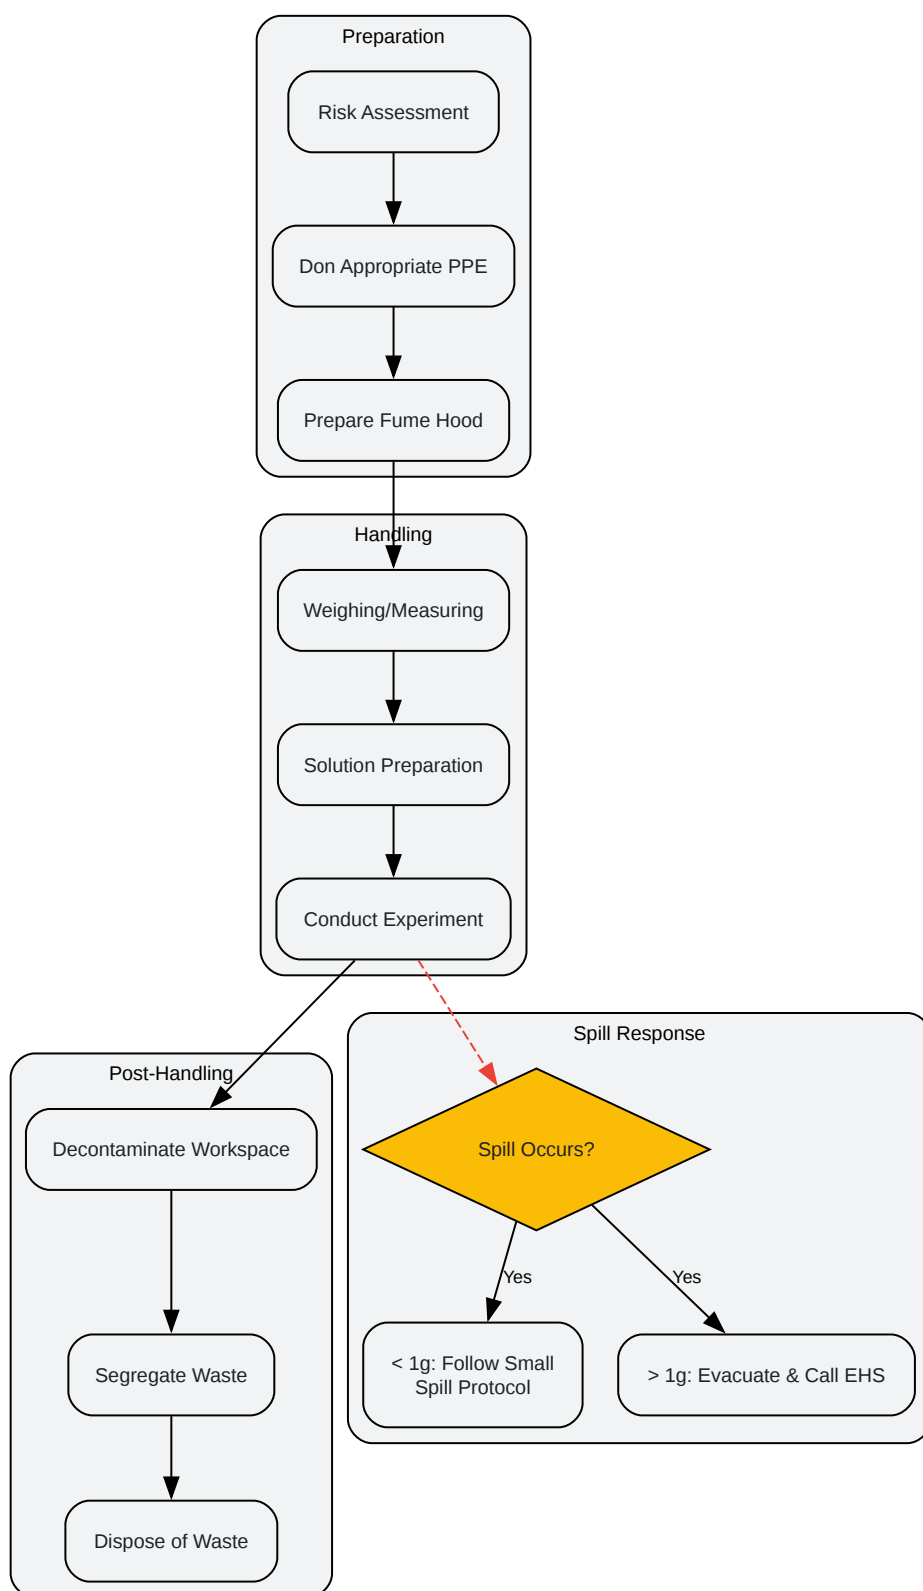 Preparation
Risk Assessment
Don Appropriate PPE
Prepare Fume Hood
Handling
Weighing/Measuring
Solution Preparation
Conduct Experiment
Post-Handling
Decontaminate Workspace
Segregate Waste
Dispose of Waste
Spill Response
Spill Occurs?
Yes
Yes
< 1g: Follow Small
Spill Protocol
> 1g: Evacuate & Call EHS